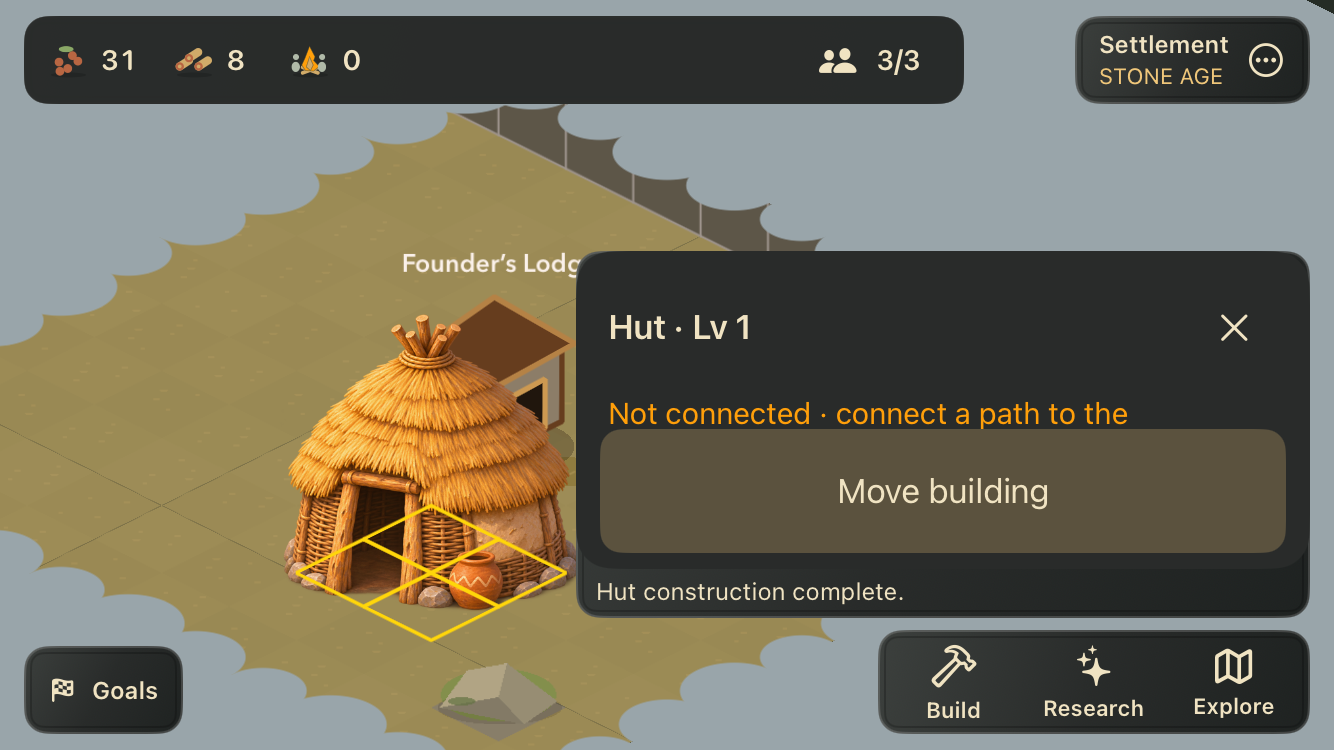 31
8
0
3/3
Settlement
STONE AGE
Founder's Lodg
Hut · Lv 1
Not connected · connect a path to the
Move building
Hut construction complete.
Goals
Build
Research
Explore